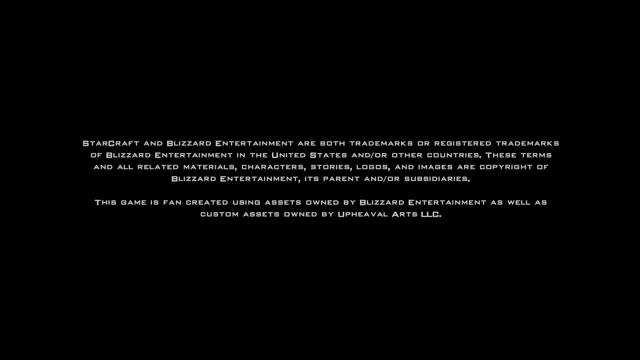 StarCraft and Blizzard Entertainment are both trademarks or registered trademarks
of Blizzard Entertainment in the United States and/or other countries. These terms
and all related materials, characters, stories, logos, and images are copyright of
Blizzard Entertainment, its parent and/or subsidiaries.
This game is fan created using assets owned by Blizzard Entertainment as well as
custom assets owned by Upheaval Arts LLC.